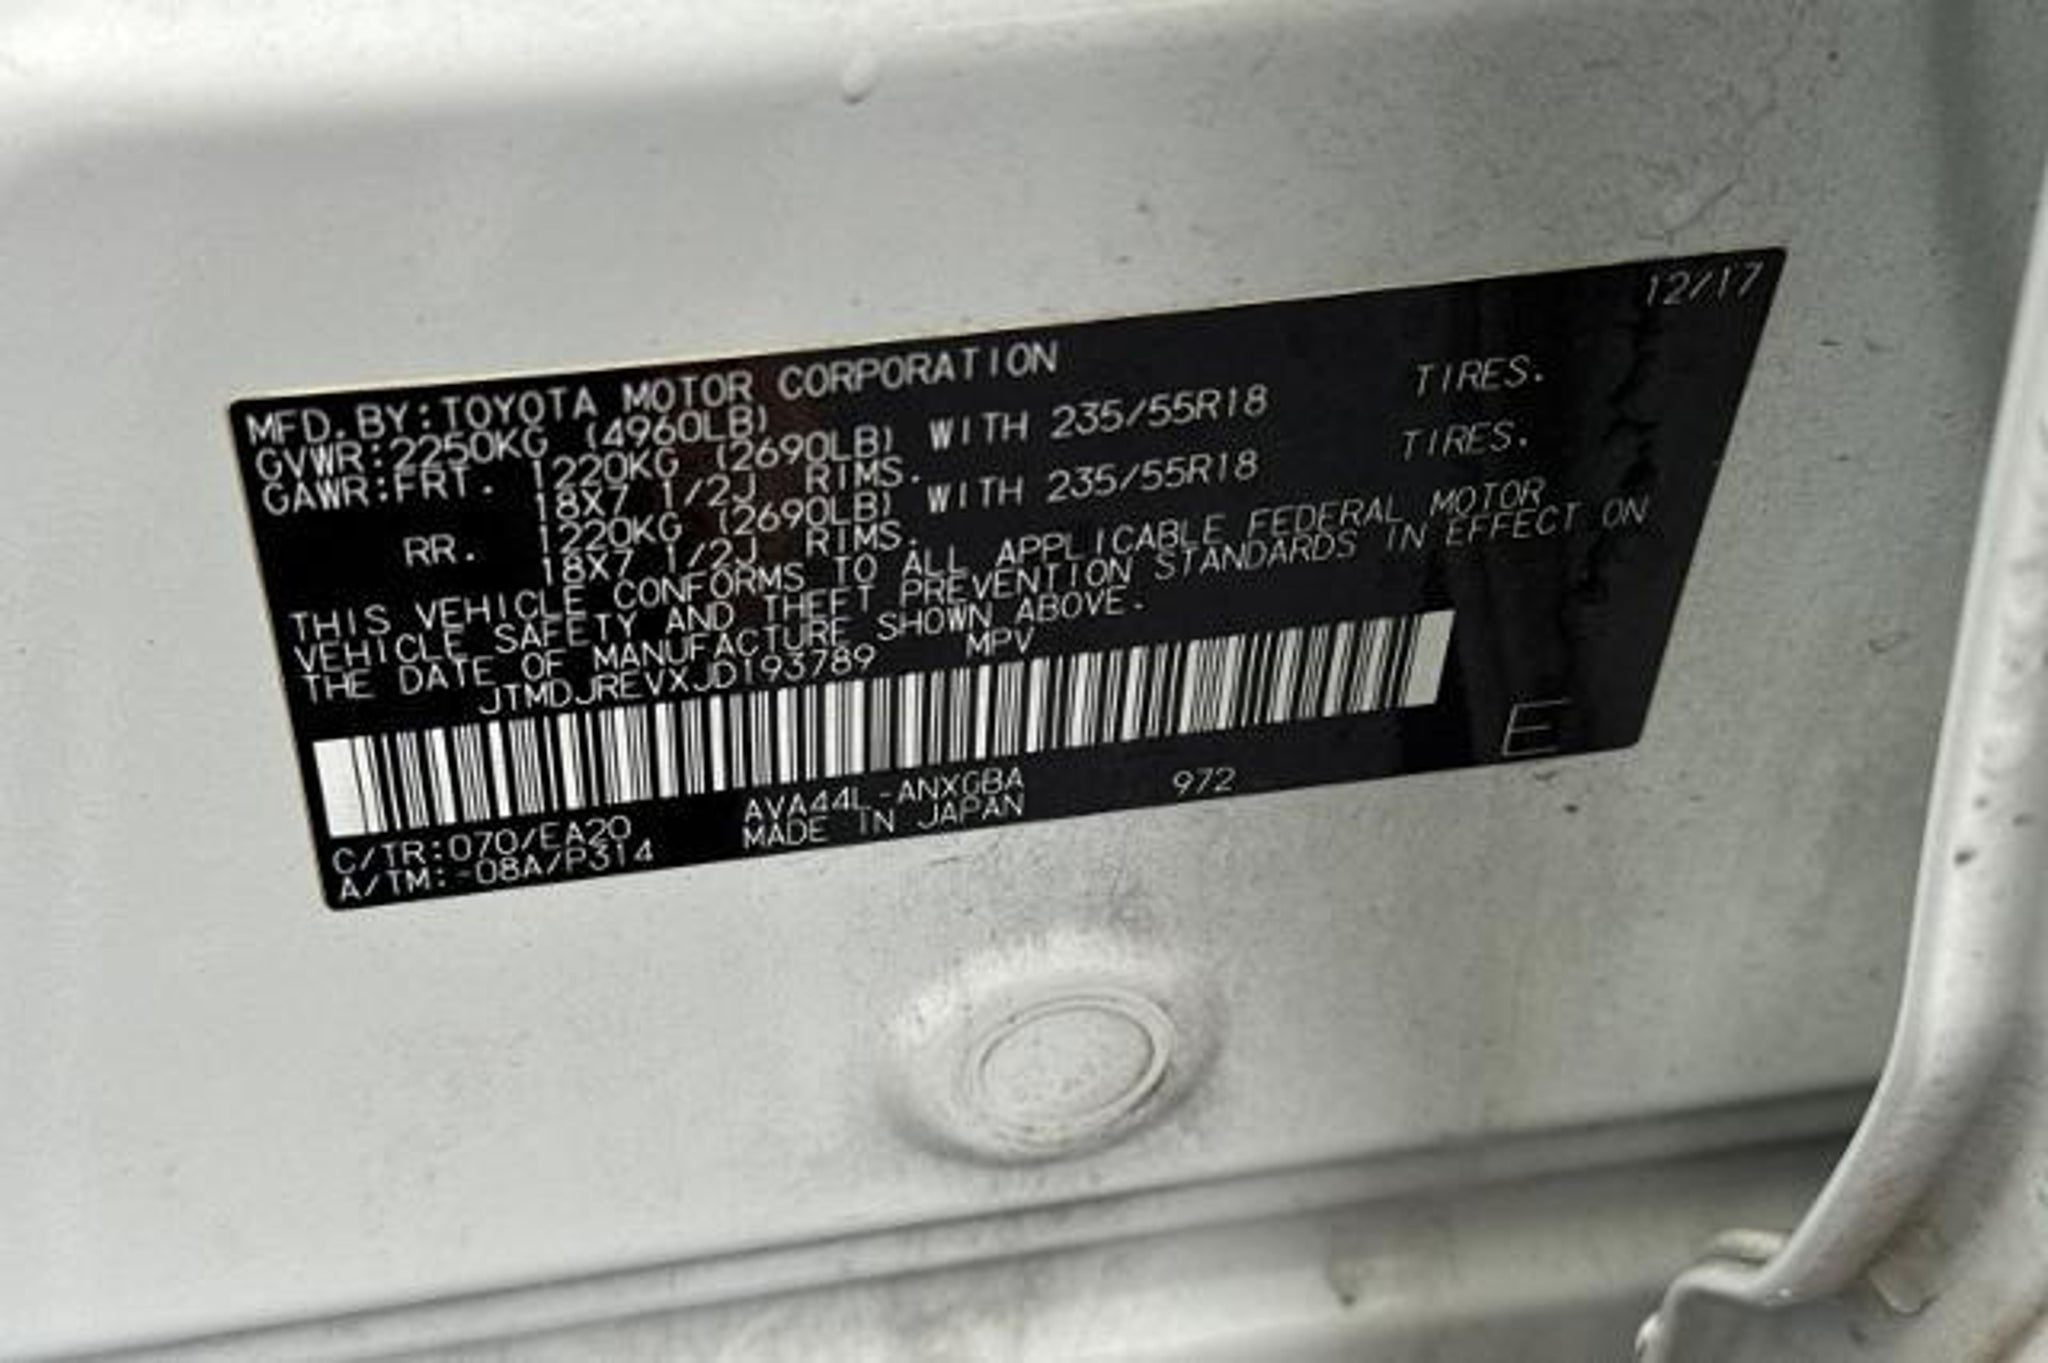 12/17
MFD.BY:TOYOTA MOTOR CORPORATION
GVWR:2250KG (4960LB)
GAWR:FRT. 1220KG (2690LB) WITH 235/55R18 TIRES.
18X7 1/2J RIMS.
RR. 1220KG (2690LB) WITH 235/55R18 TIRES.
18X7 1/2J RIMS.
THIS VEHICLE CONFORMS TO ALL APPLICABLE FEDERAL MOTOR
VEHICLE SAFETY AND THEFT PREVENTION STANDARDS IN EFFECT ON
THE DATE OF MANUFACTURE SHOWN ABOVE.
JTMDJREVXJD193789 MPV
E
C/TR:070/EA20 AVA44L-ANXGBA 972
A/TM:-08A/P314 MADE IN JAPAN